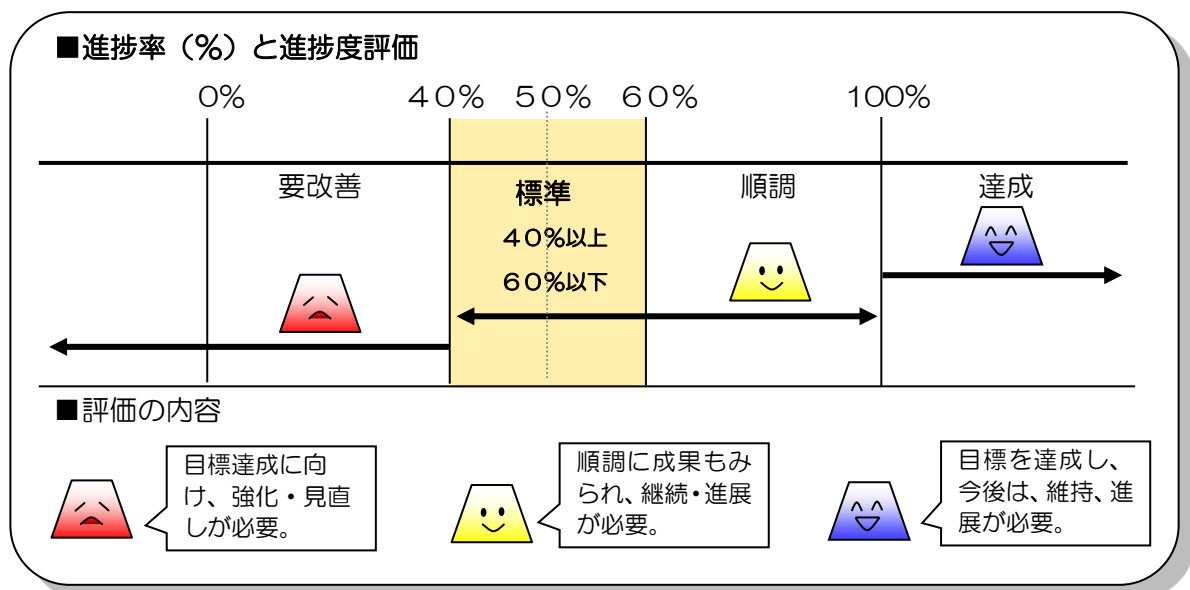 ■進捗率（％）と進捗度評価
０％　４０％　５０％　６０％　100％
要改善　標準　順調　達成
４０％以上
６０％以下
■評価の内容
目標達成に向
け、強化・見直
しが必要。
順調に成果もみ
られ、継続・進展
が必要。
目標を達成し、
今後は、維持、進
展が必要。